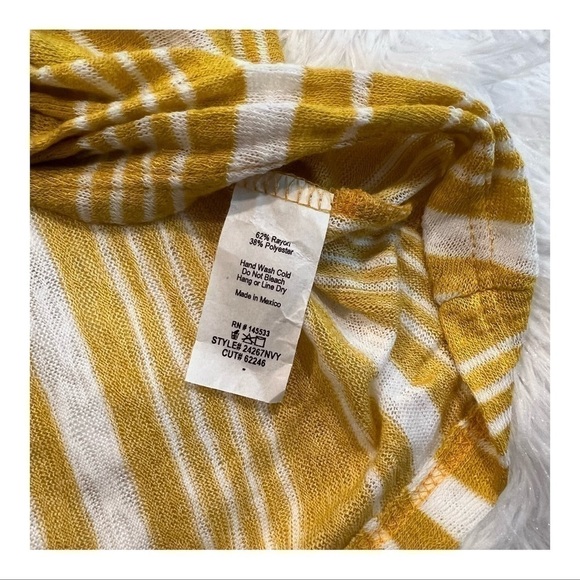 62% Rayon
38% Polyester
Hand Wash Cold
Do Not Bleach
Hang or Line Dry
Made in Mexico
RN # 145533
STYLE# 24267NVY
CUT# 62246